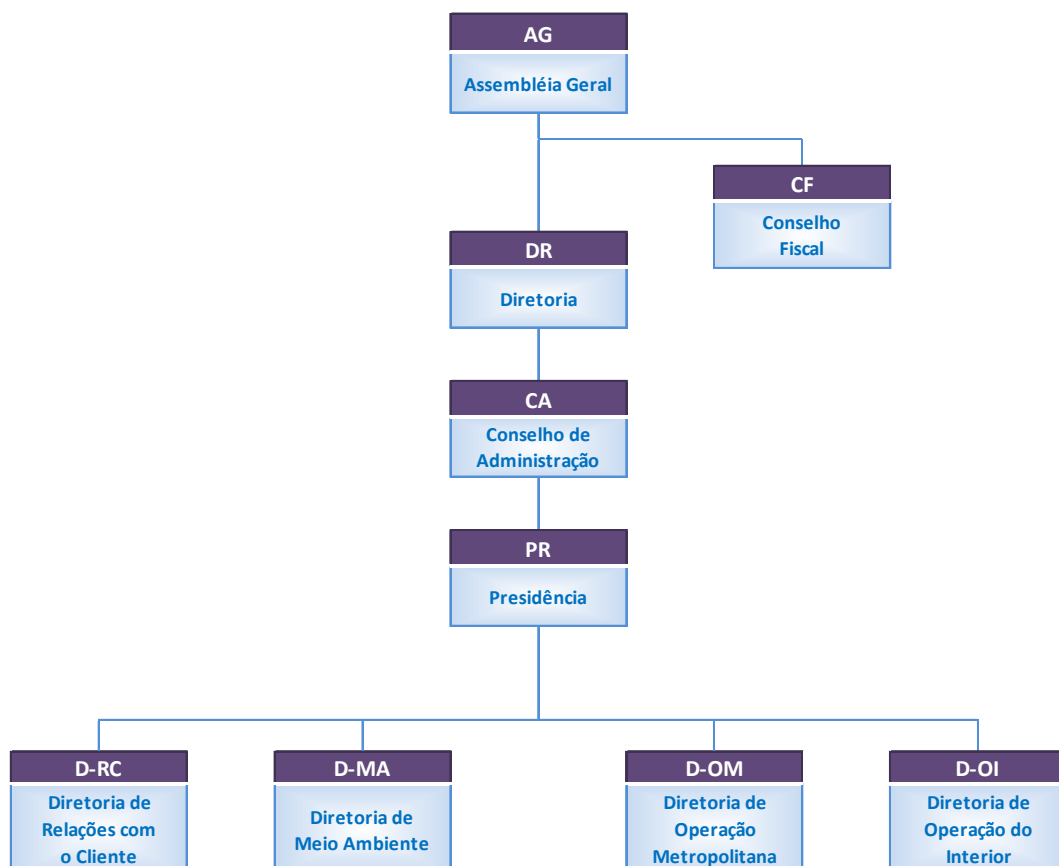 AG
Assembléia Geral
CF
Conselho
Fiscal
DR
Diretoria
CA
Conselho de
Administração
PR
Presidência
D-RC
Diretoria de
Relações com
o Cliente
D-MA
Diretoria de
Meio Ambiente
D-OM
Diretoria de
Operação
Metropolitana
D-OI
Diretoria de
Operação do
Interior